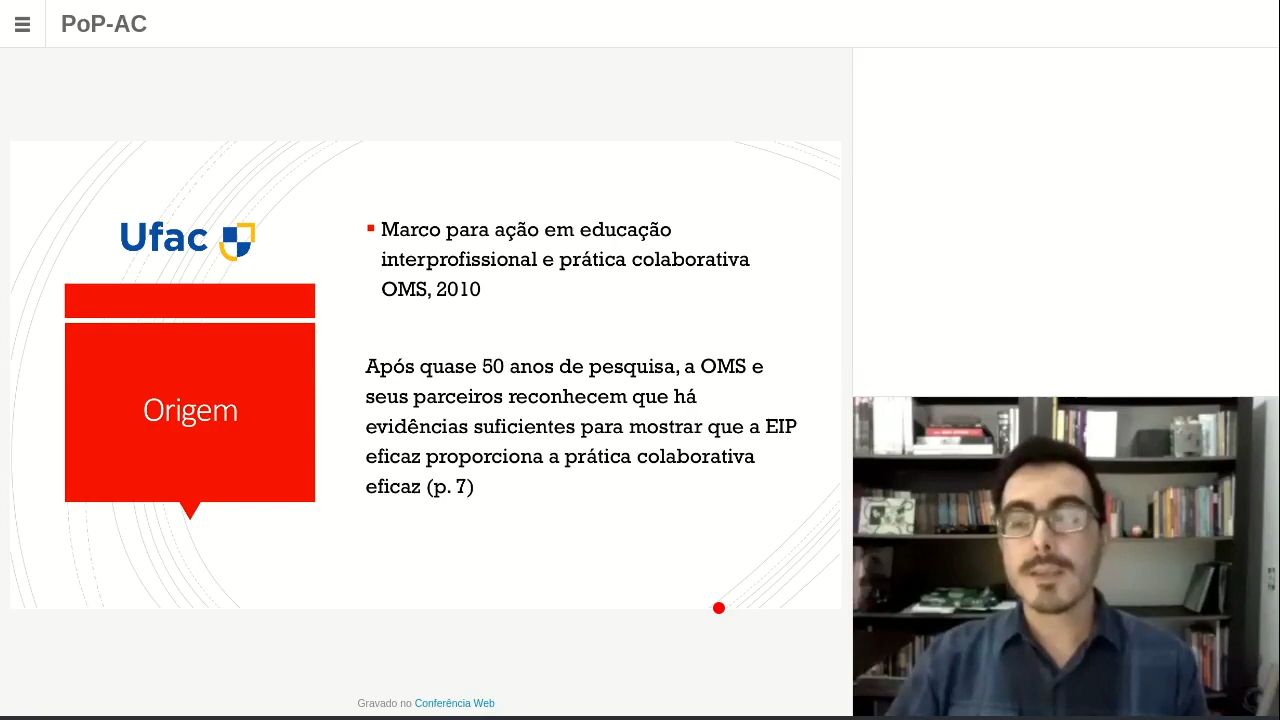 PoP-AC
Ufac
Origem
Marco para ação em educação
interprofissional e prática colaborativa
OMS, 2010
Após quase 50 anos de pesquisa, a OMS e
seus parceiros reconhecem que há
evidências suficientes para mostrar que a EIP
eficaz proporciona a prática colaborativa
eficaz (p. 7)
Gravado no Conferência Web